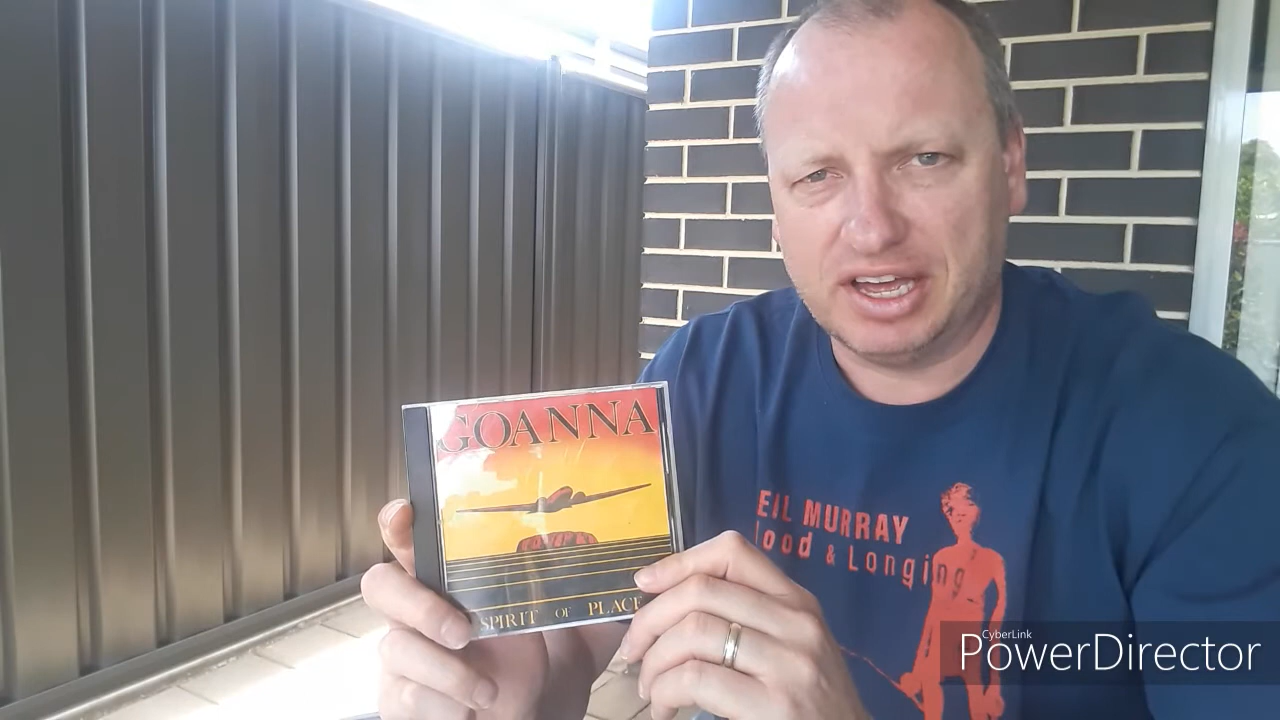 GOANNA
SPIRIT OF PLACE
EIL MURRAY
lood & Longing
CyberLink
PowerDirector